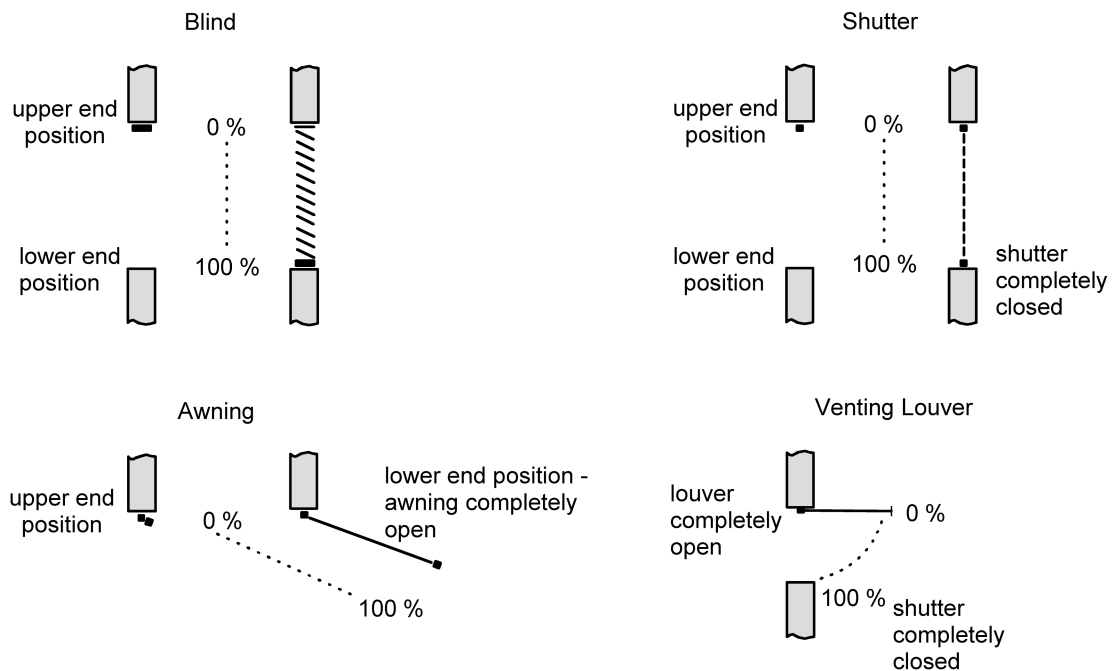 Blind
upper end
position
0 %
lower end
position
100 %
Shutter
upper end
position
0 %
lower end
position
100 %
shutter
completely
closed
Awning
upper end
position
0 %
lower end position -
awning completely
open
100 %
Venting Louver
louver
completely
open
0 %
100 %
shutter
completely
closed